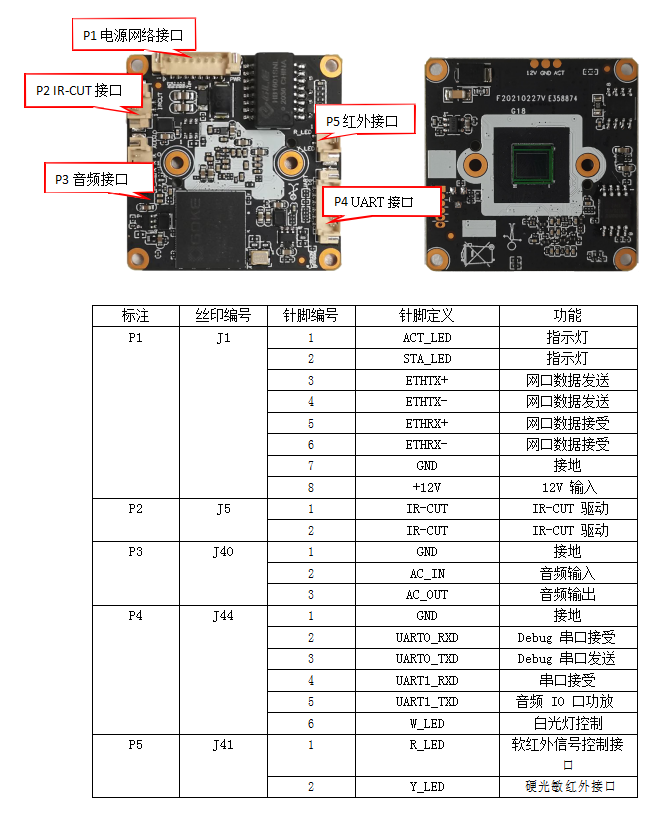 P1 电源网络接口
P2 IR-CUT 接口
P3 音频接口
P5 红外接口
P4 UART 接口
PWR
R_LED
Y_LED
12V GND ACT
F20210227V E358874
G18
标注 丝印编号 针脚编号 针脚定义 功能
P1 J1 1 ACT_LED 指示灯
2 STA_LED 指示灯
3 ETHTX+ 网口数据发送
4 ETHTX- 网口数据发送
5 ETHRX+ 网口数据接受
6 ETHRX- 网口数据接受
7 GND 接地
8 +12V 12V 输入
P2 J5 1 IR-CUT IR-CUT 驱动
2 IR-CUT IR-CUT 驱动
P3 J40 1 GND 接地
2 AC_IN 音频输入
3 AC_OUT 音频输出
P4 J44 1 GND 接地
2 UART0_RXD Debug 串口接受
3 UART0_TXD Debug 串口发送
4 UART1_RXD 串口接受
5 UART1_TXD 音频 IO 口功放
6 W_LED 白光灯控制
P5 J41 1 R_LED 软红外信号控制接
口
2 Y_LED 硬光敏红外接口